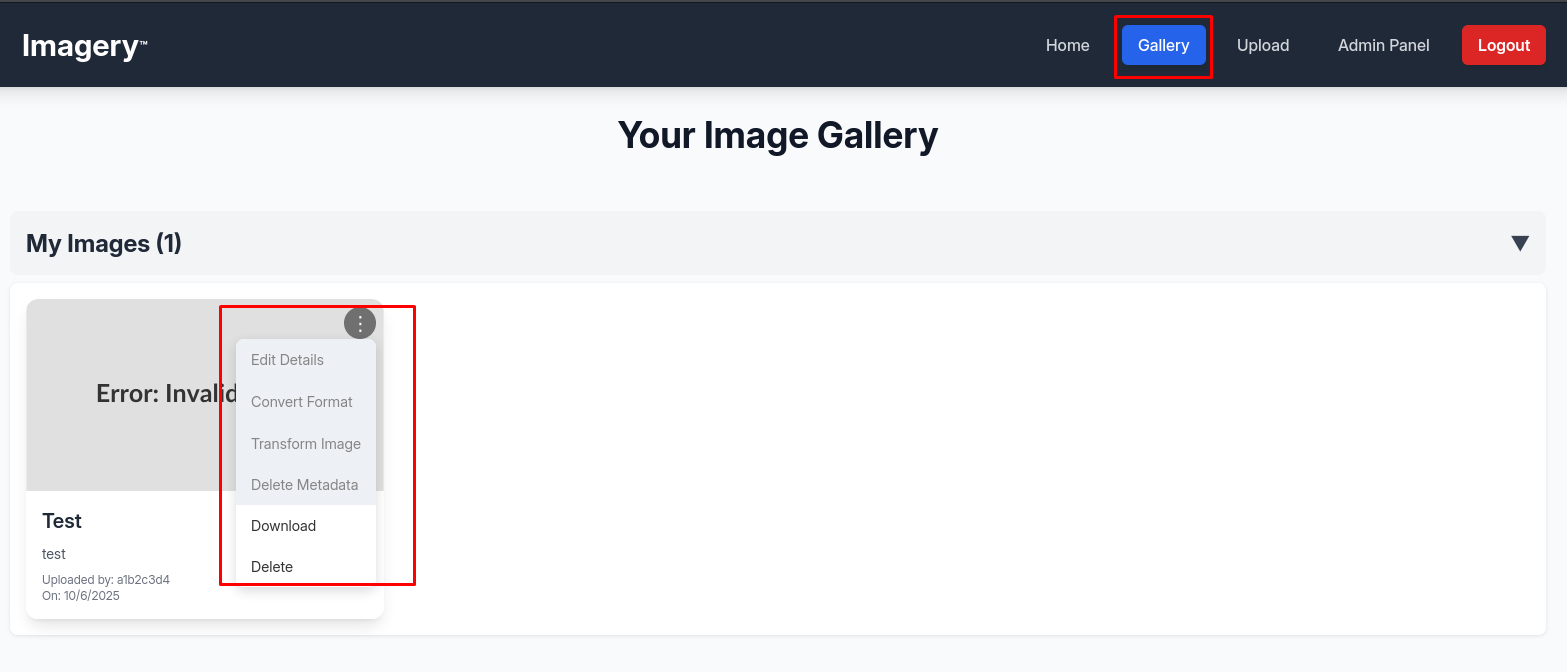 Imagery™
Home Gallery Upload Admin Panel Logout
Your Image Gallery
My Images (1) ▼
Error: Invalid
Edit Details
Convert Format
Transform Image
Delete Metadata
Download
Delete
Test
test
Uploaded by: a1b2c3d4
On: 10/6/2025